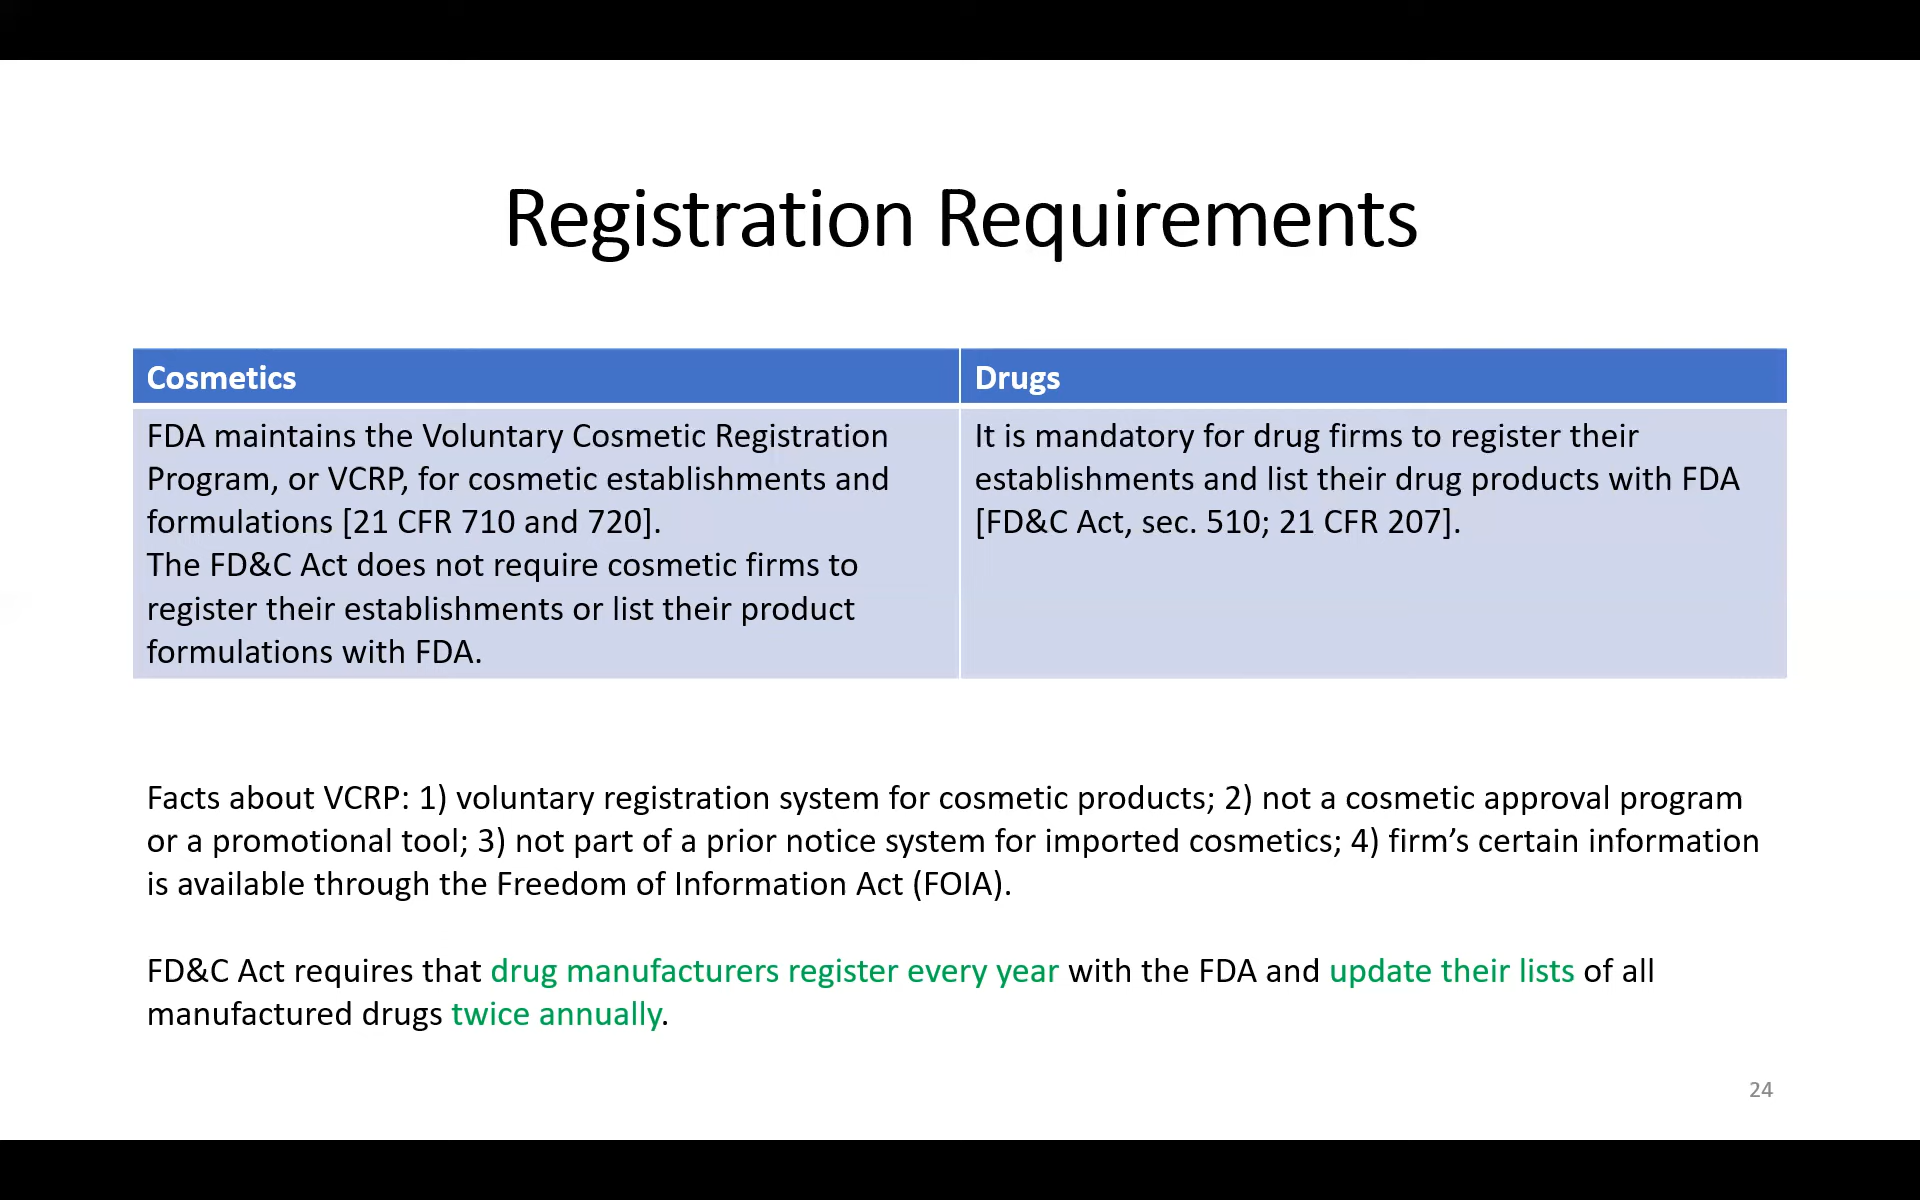 Registration Requirements
Cosmetics
FDA maintains the Voluntary Cosmetic Registration
Program, or VCRP, for cosmetic establishments and
formulations [21 CFR 710 and 720].
The FD&C Act does not require cosmetic firms to
register their establishments or list their product
formulations with FDA.
Drugs
It is mandatory for drug firms to register their
establishments and list their drug products with FDA
[FD&C Act, sec. 510; 21 CFR 207].
Facts about VCRP: 1) voluntary registration system for cosmetic products; 2) not a cosmetic approval program
or a promotional tool; 3) not part of a prior notice system for imported cosmetics; 4) firm’s certain information
is available through the Freedom of Information Act (FOIA).
FD&C Act requires that drug manufacturers register every year with the FDA and update their lists of all
manufactured drugs twice annually.
24